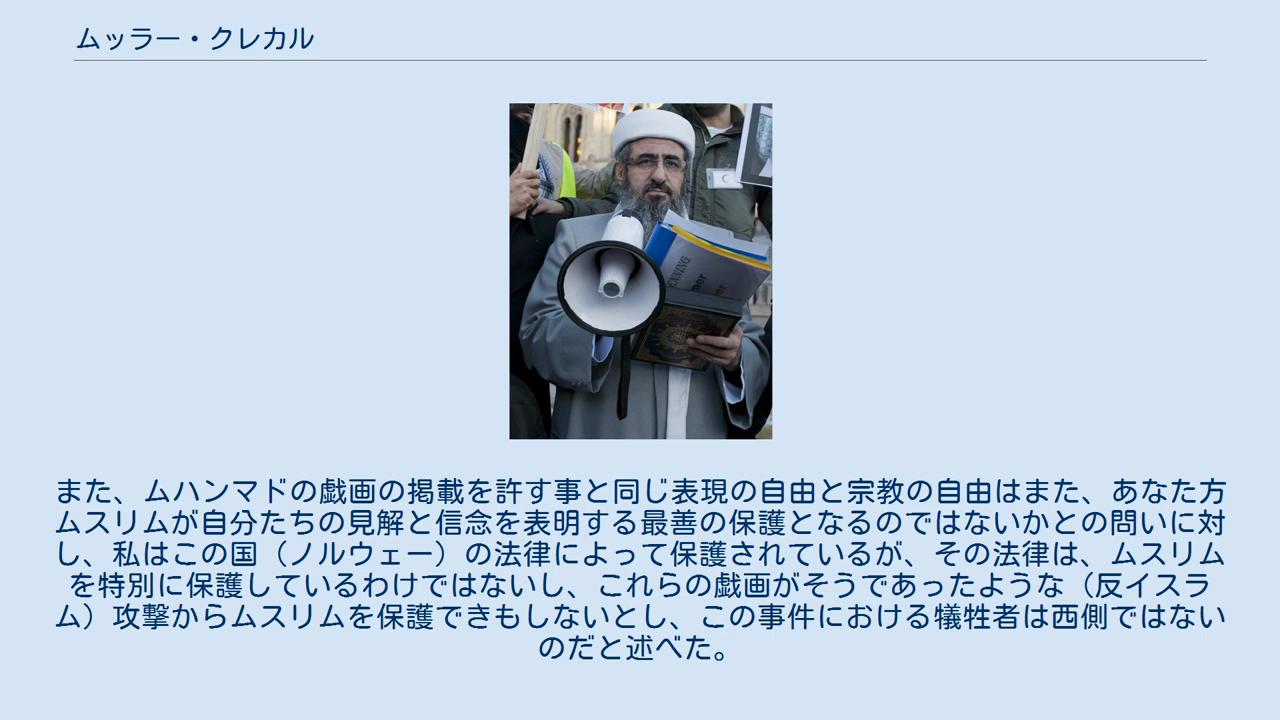 ムッラー・クレカル
ENNING
ner
er
また、ムハンマドの戯画の掲載を許す事と同じ表現の自由と宗教の自由はまた、あなた方
ムスリムが自分たちの見解と信念を表明する最善の保護となるのではないかとの問いに対
し、私はこの国（ノルウェー）の法律によって保護されているが、その法律は、ムスリム
を特別に保護しているわけではないし、これらの戯画がそうであったような（反イスラ
ム）攻撃からムスリムを保護できもしないとし、この事件における犠牲者は西側ではない
のだと述べた。